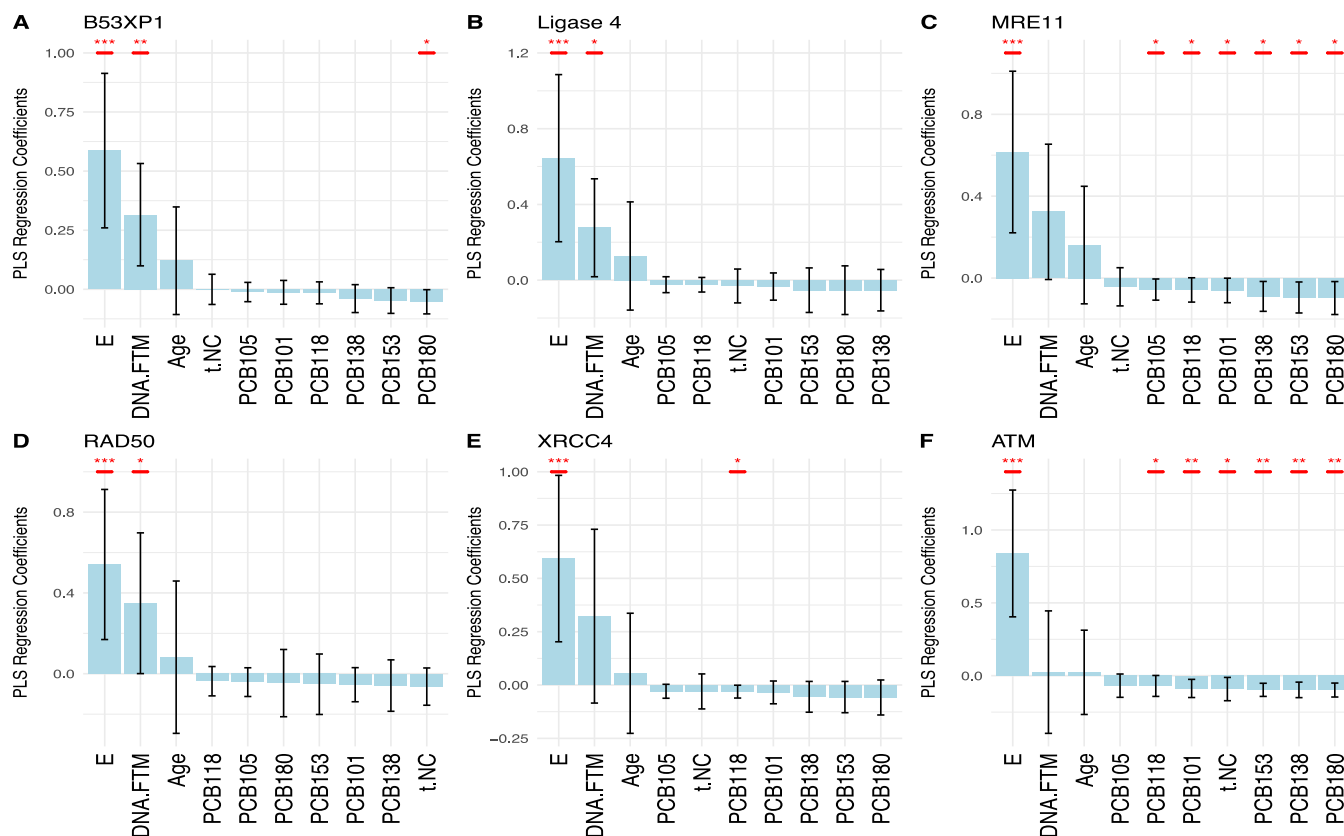 A B53XP1
PLS Regression Coefficients
*** ** *
1.00
0.75
0.50
0.25
0.00
E DNA.FTM Age t.NC PCB105 PCB101 PCB118 PCB138 PCB153 PCB180
B Ligase 4
PLS Regression Coefficients
*** *
1.2
0.8
0.4
0.0
E DNA.FTM Age PCB105 PCB118 t.NC PCB101 PCB153 PCB180 PCB138
C MRE11
PLS Regression Coefficients
*** * * * * * *
0.8
0.4
0.0
E DNA.FTM Age t.NC PCB105 PCB118 PCB101 PCB138 PCB153 PCB180
D RAD50
PLS Regression Coefficients
*** *
0.8
0.4
0.0
E DNA.FTM Age PCB118 PCB105 PCB180 PCB153 PCB101 PCB138 t.NC
E XRCC4
PLS Regression Coefficients
*** *
1.00
0.75
0.50
0.25
0.00
−0.25
E DNA.FTM Age PCB105 t.NC PCB118 PCB101 PCB138 PCB153 PCB180
F ATM
PLS Regression Coefficients
*** * ** * ** ** **
1.0
0.5
0.0
E DNA.FTM Age PCB105 PCB118 PCB101 t.NC PCB153 PCB138 PCB180